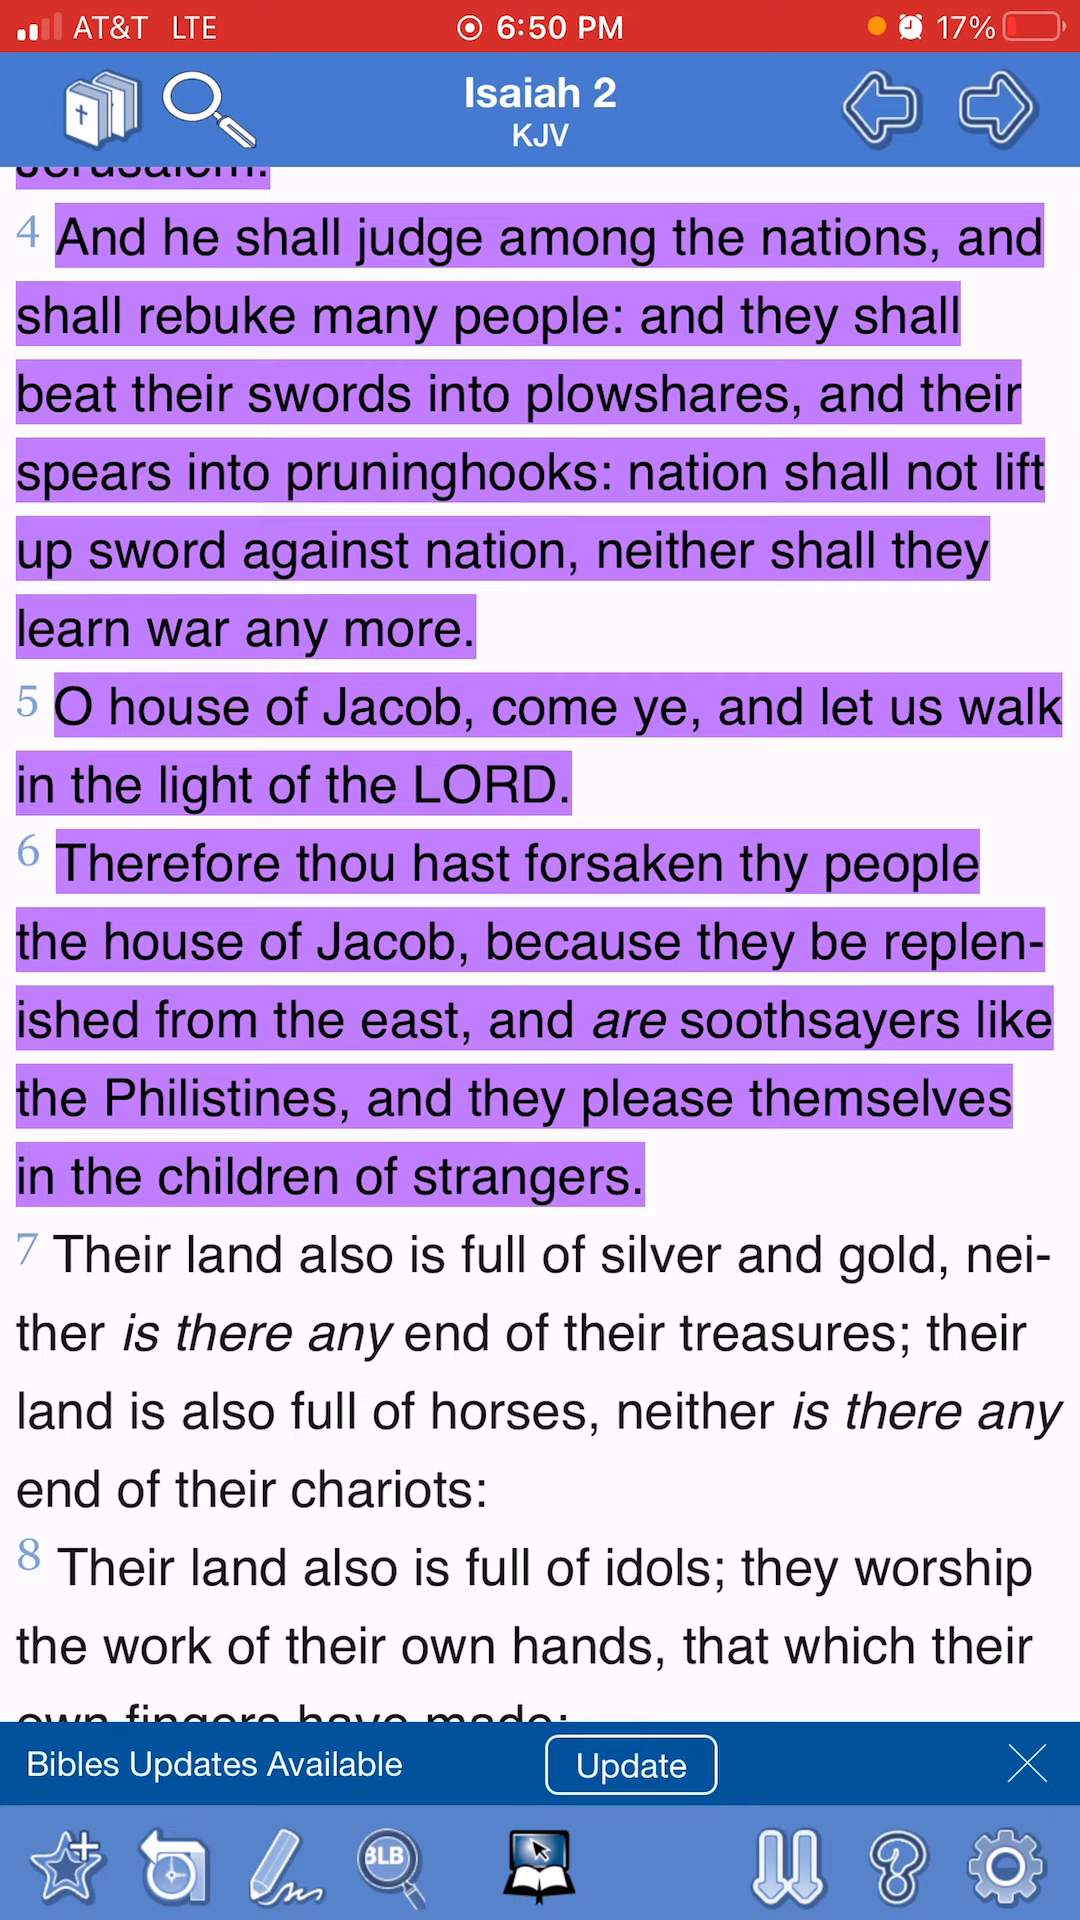 AT&T LTE 6:50 PM 17%
Isaiah 2
KJV
Jerusalem.
4 And he shall judge among the nations, and
shall rebuke many people: and they shall
beat their swords into plowshares, and their
spears into pruninghooks: nation shall not lift
up sword against nation, neither shall they
learn war any more.
5 O house of Jacob, come ye, and let us walk
in the light of the LORD.
6 Therefore thou hast forsaken thy people
the house of Jacob, because they be replen-
ished from the east, and are soothsayers like
the Philistines, and they please themselves
in the children of strangers.
7 Their land also is full of silver and gold, nei-
ther is there any end of their treasures; their
land is also full of horses, neither is there any
end of their chariots:
8 Their land also is full of idols; they worship
the work of their own hands, that which their
own fingers have made:
Bibles Updates Available Update
BLB